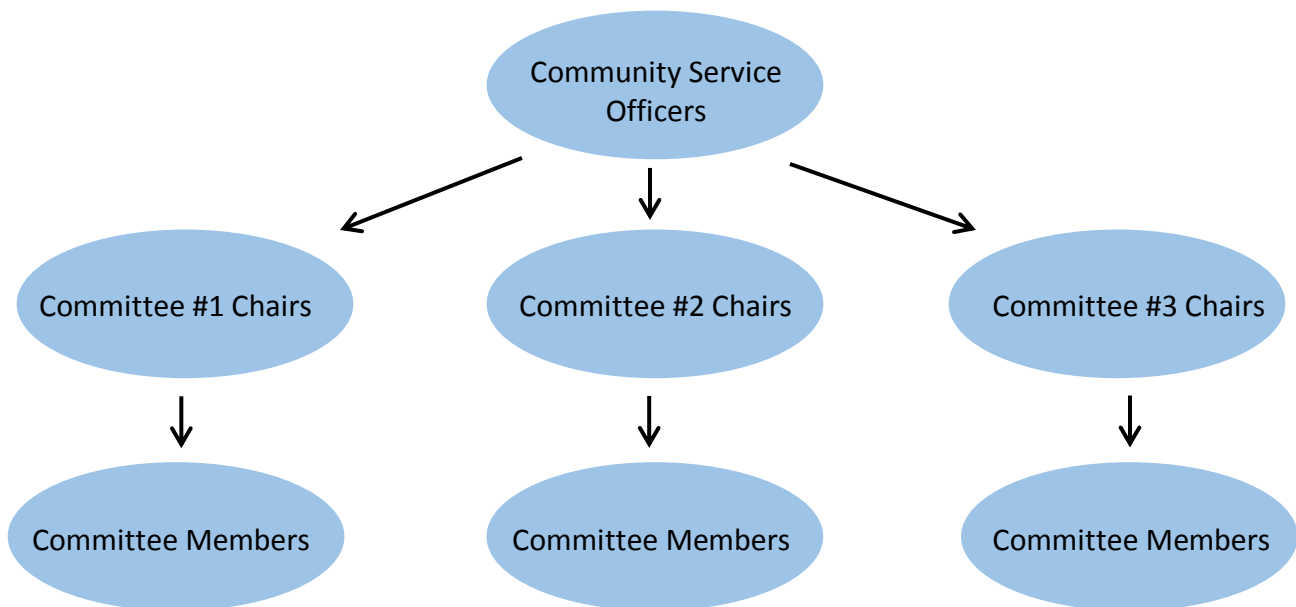 Community Service
Officers
Committee #1 Chairs
Committee #2 Chairs
Committee #3 Chairs
Committee Members
Committee Members
Committee Members